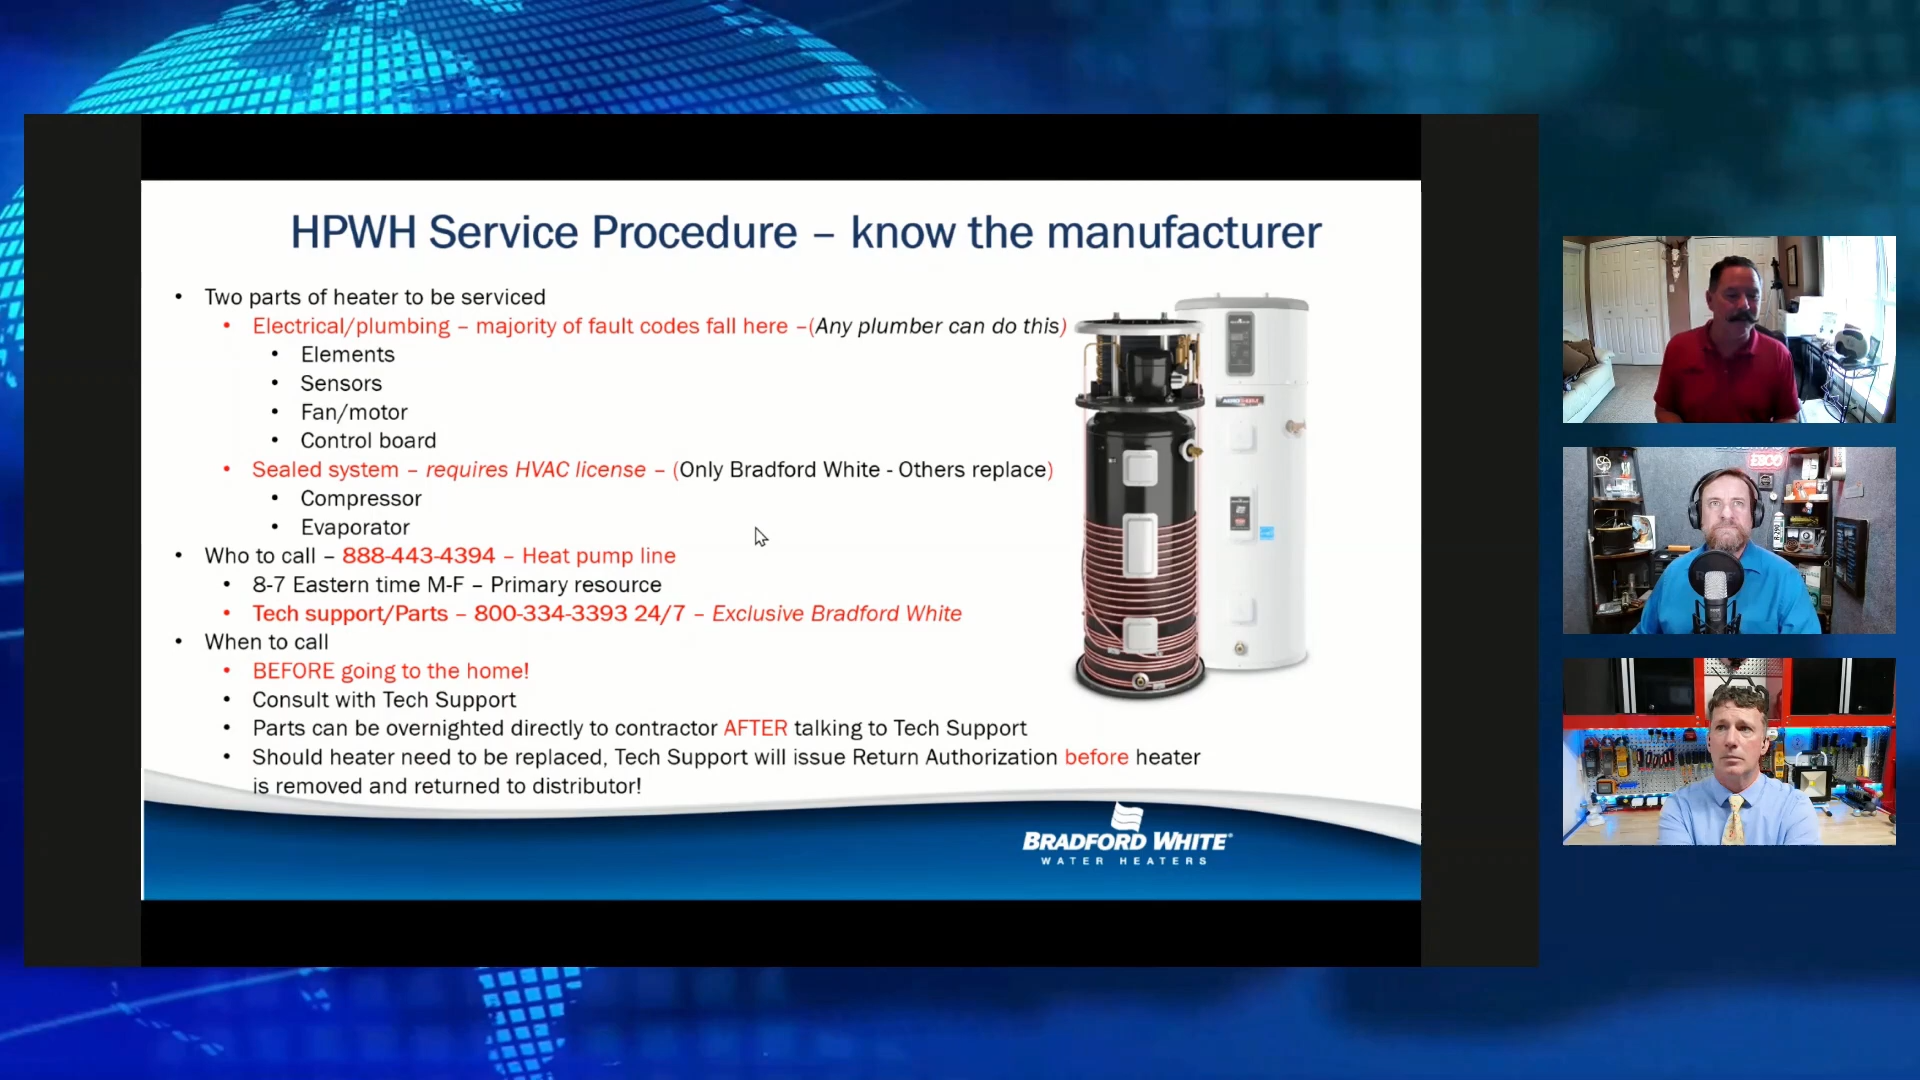 HPWH Service Procedure – know the manufacturer
• Two parts of heater to be serviced
• Electrical/plumbing – majority of fault codes fall here –(Any plumber can do this)
• Elements
• Sensors
• Fan/motor
• Control board
• Sealed system – requires HVAC license – (Only Bradford White - Others replace)
• Compressor
• Evaporator
• Who to call – 888-443-4394 – Heat pump line
• 8-7 Eastern time M-F – Primary resource
• Tech support/Parts – 800-334-3393 24/7 – Exclusive Bradford White
• When to call
• BEFORE going to the home!
• Consult with Tech Support
• Parts can be overnighted directly to contractor AFTER talking to Tech Support
• Should heater need to be replaced, Tech Support will issue Return Authorization before heater
is removed and returned to distributor!
BRADFORD WHITE
WATER HEATERS